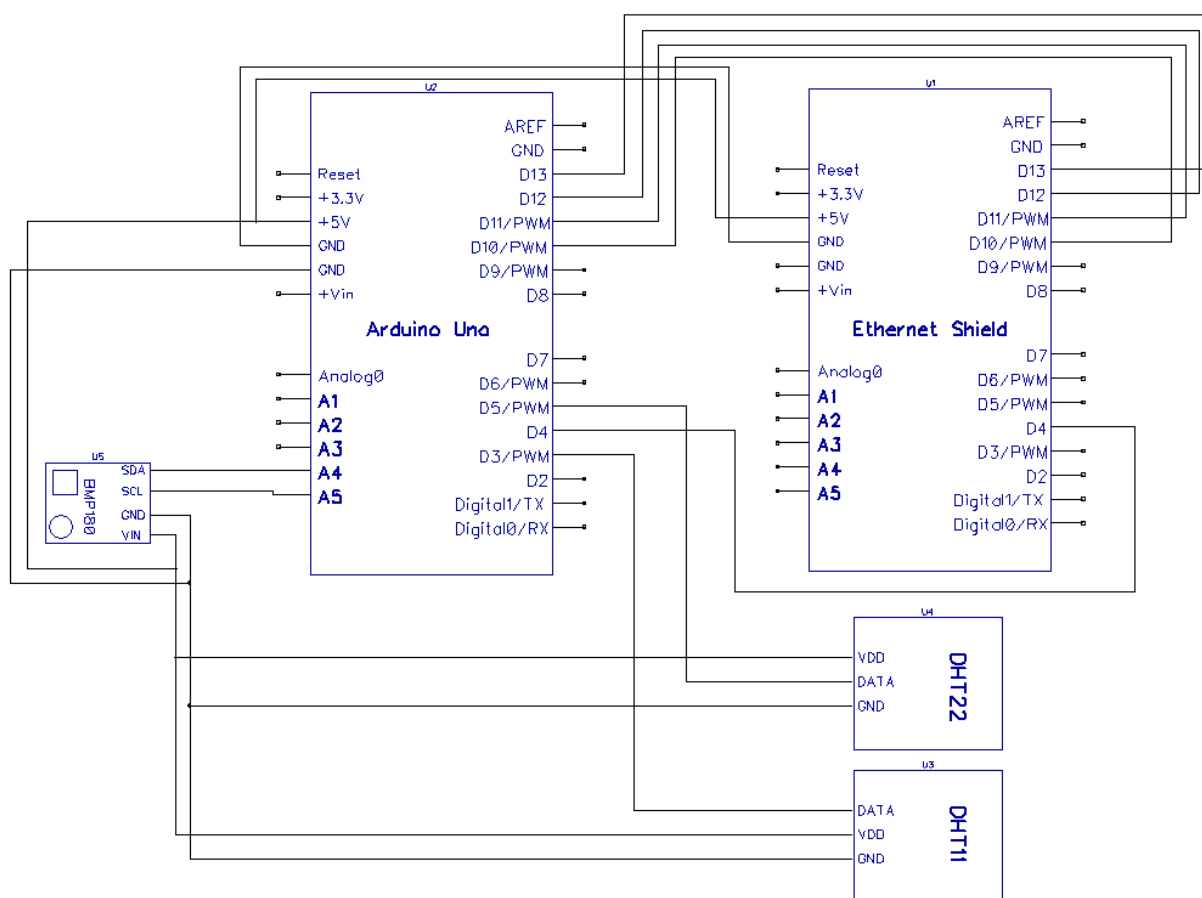 U2
AREF
GND
Reset
D13
+3.3V
D12
+5V
D11/PWM
GND
D10/PWM
GND
D9/PWM
+Vin
D8
Arduino Uno
D7
Analog0
D6/PWM
A1
D5/PWM
A2
D4
A3
D3/PWM
A4
D2
A5
Digital1/TX
Digital0/RX
U1
AREF
GND
Reset
D13
+3.3V
D12
+5V
D11/PWM
GND
D10/PWM
GND
D9/PWM
+Vin
D8
Ethernet Shield
D7
Analog0
D6/PWM
A1
D5/PWM
A2
D4
A3
D3/PWM
A4
D2
A5
Digital1/TX
Digital0/RX
U5
SDA
SCL
GND
VIN
BMP180
U4
VDD
DATA
GND
DHT22
U3
DATA
VDD
GND
DHT11